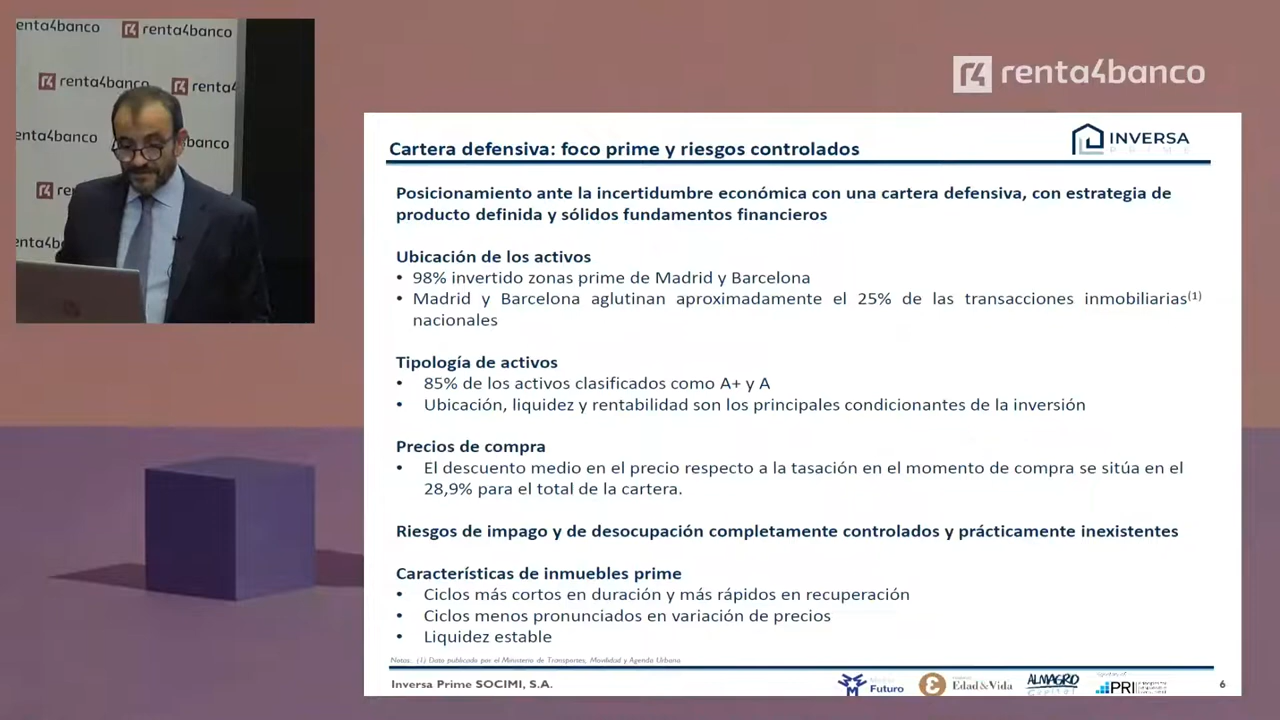 enta4banco renta4banco
renta4banco renta4
enta4banco banco
enta4b
renta4banco
INVERSA
PRIME
Cartera defensiva: foco prime y riesgos controlados
Posicionamiento ante la incertidumbre económica con una cartera defensiva, con estrategia de
producto definida y sólidos fundamentos financieros
Ubicación de los activos
• 98% invertido zonas prime de Madrid y Barcelona
• Madrid y Barcelona aglutinan aproximadamente el 25% de las transacciones inmobiliarias(1)
nacionales
Tipología de activos
• 85% de los activos clasificados como A+ y A
• Ubicación, liquidez y rentabilidad son los principales condicionantes de la inversión
Precios de compra
• El descuento medio en el precio respecto a la tasación en el momento de compra se sitúa en el
28,9% para el total de la cartera.
Riesgos de impago y de desocupación completamente controlados y prácticamente inexistentes
Características de inmuebles prime
• Ciclos más cortos en duración y más rápidos en recuperación
• Ciclos menos pronunciados en variación de precios
• Liquidez estable
Notas: (1) Dato publicado por el Ministerio de Transportes, Movilidad y Agenda Urbana
Inversa Prime SOCIMI, S.A.
Futuro
Edad&Vida
ALMAGRO
Capital
PRI
6